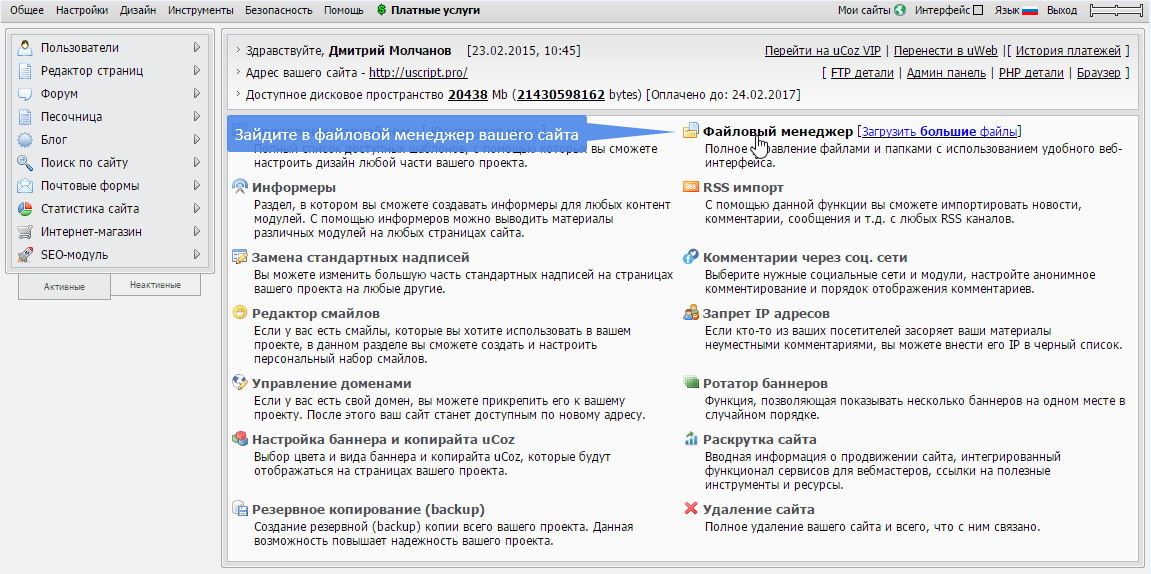 Общее Настройки Дизайн Инструменты Безопасность Помощь Платные услуги Мои сайты Интерфейс Язык Выход
Пользователи
Редактор страниц
Форум
Песочница
Блог
Поиск по сайту
Почтовые формы
Статистика сайта
Интернет-магазин
SEO-модуль
Активные
Неактивные
Здравствуйте, Дмитрий Молчанов [23.02.2015, 10:45]
Перейти на uCoz VIP | Перенести в uWeb |[ История платежей ]
Адрес вашего сайта - http://uscript.pro/
[ FTP детали | Админ панель | PHP детали | Браузер ]
Доступное дисковое пространство 20438 Mb (21430598162 bytes) [Оплачено до: 24.02.2017]
Зайдите в файловой менеджер вашего сайта
Полный список доступных шаблонов, с помощью которых вы сможете
настроить дизайн любой части вашего проекта.
Файловый менеджер [Загрузить большие файлы]
Полное управление файлами и папками с использованием удобного веб-
интерфейса.
Информеры
Раздел, в котором вы сможете создавать информеры для любых контент
модулей. С помощью информеров можно выводить материалы
различных модулей на любых страницах сайта.
RSS импорт
С помощью данной функции вы сможете импортировать новости,
комментарии, сообщения и т.д. с любых RSS каналов.
Замена стандартных надписей
Вы можете изменить большую часть стандартных надписей на страницах
вашего проекта на любые другие.
Комментарии через соц. сети
Выберите нужные социальные сети и модули, настройте анонимное
комментирование и порядок отображения комментариев.
Редактор смайлов
Если у вас есть смайлы, которые вы хотите использовать в вашем
проекте, в данном разделе вы сможете создать и настроить
персональный набор смайлов.
Запрет IP адресов
Если кто-то из ваших посетителей засоряет ваши материалы
неуместными комментариями, вы можете внести его IP в черный список.
Управление доменами
Если у вас есть свой домен, вы можете прикрепить его к вашему
проекту. После этого ваш сайт станет доступным по новому адресу.
Ротатор баннеров
Функция, позволяющая показывать несколько баннеров на одном месте в
случайном порядке.
Настройка баннера и копирайта uCoz
Выбор цвета и вида баннера и копирайта uCoz, которые будут
отображаться на страницах вашего проекта.
Раскрутка сайта
Вводная информация о продвижении сайта, интегрированный
функционал сервисов для вебмастеров, ссылки на полезные
инструменты и ресурсы.
Резервное копирование (backup)
Создание резервной (backup) копии всего вашего проекта. Данная
возможность повышает надежность вашего проекта.
Удаление сайта
Полное удаление вашего сайта и всего, что с ним связано.